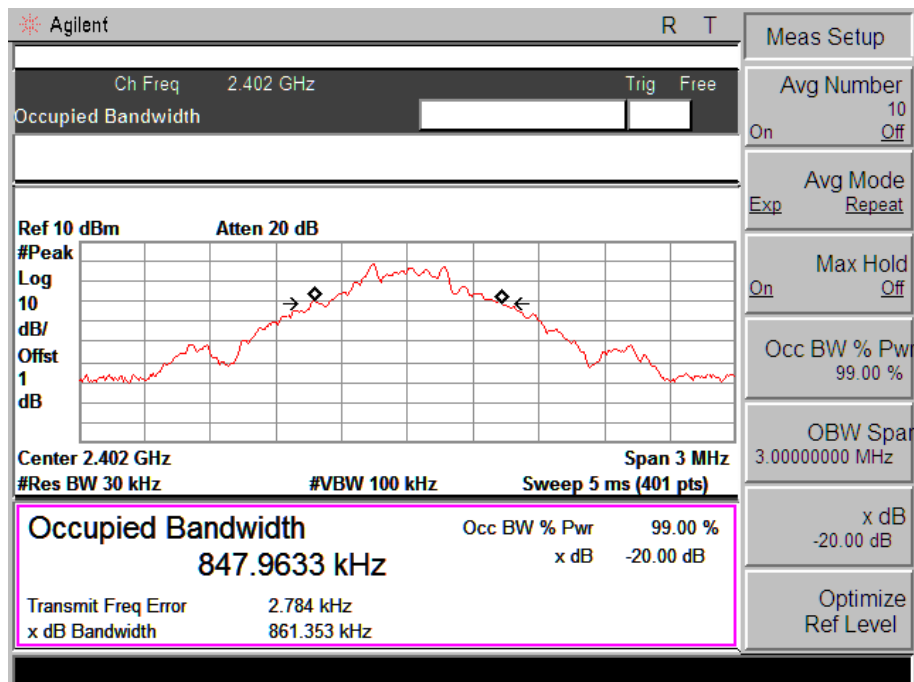 Agilent R T
Ch Freq 2.402 GHz Trig Free
Occupied Bandwidth
Ref 10 dBm Atten 20 dB
#Peak
Log
10
dB/
Offst
1
dB
Center 2.402 GHz Span 3 MHz
#Res BW 30 kHz #VBW 100 kHz Sweep 5 ms (401 pts)
Occupied Bandwidth Occ BW % Pwr 99.00 %
847.9633 kHz x dB -20.00 dB
Transmit Freq Error 2.784 kHz
x dB Bandwidth 861.353 kHz
Meas Setup
Avg Number
10
On Off
Avg Mode
Exp Repeat
Max Hold
On Off
Occ BW % Pwr
99.00 %
OBW Spar
3.00000000 MHz
x dB
-20.00 dB
Optimize
Ref Level